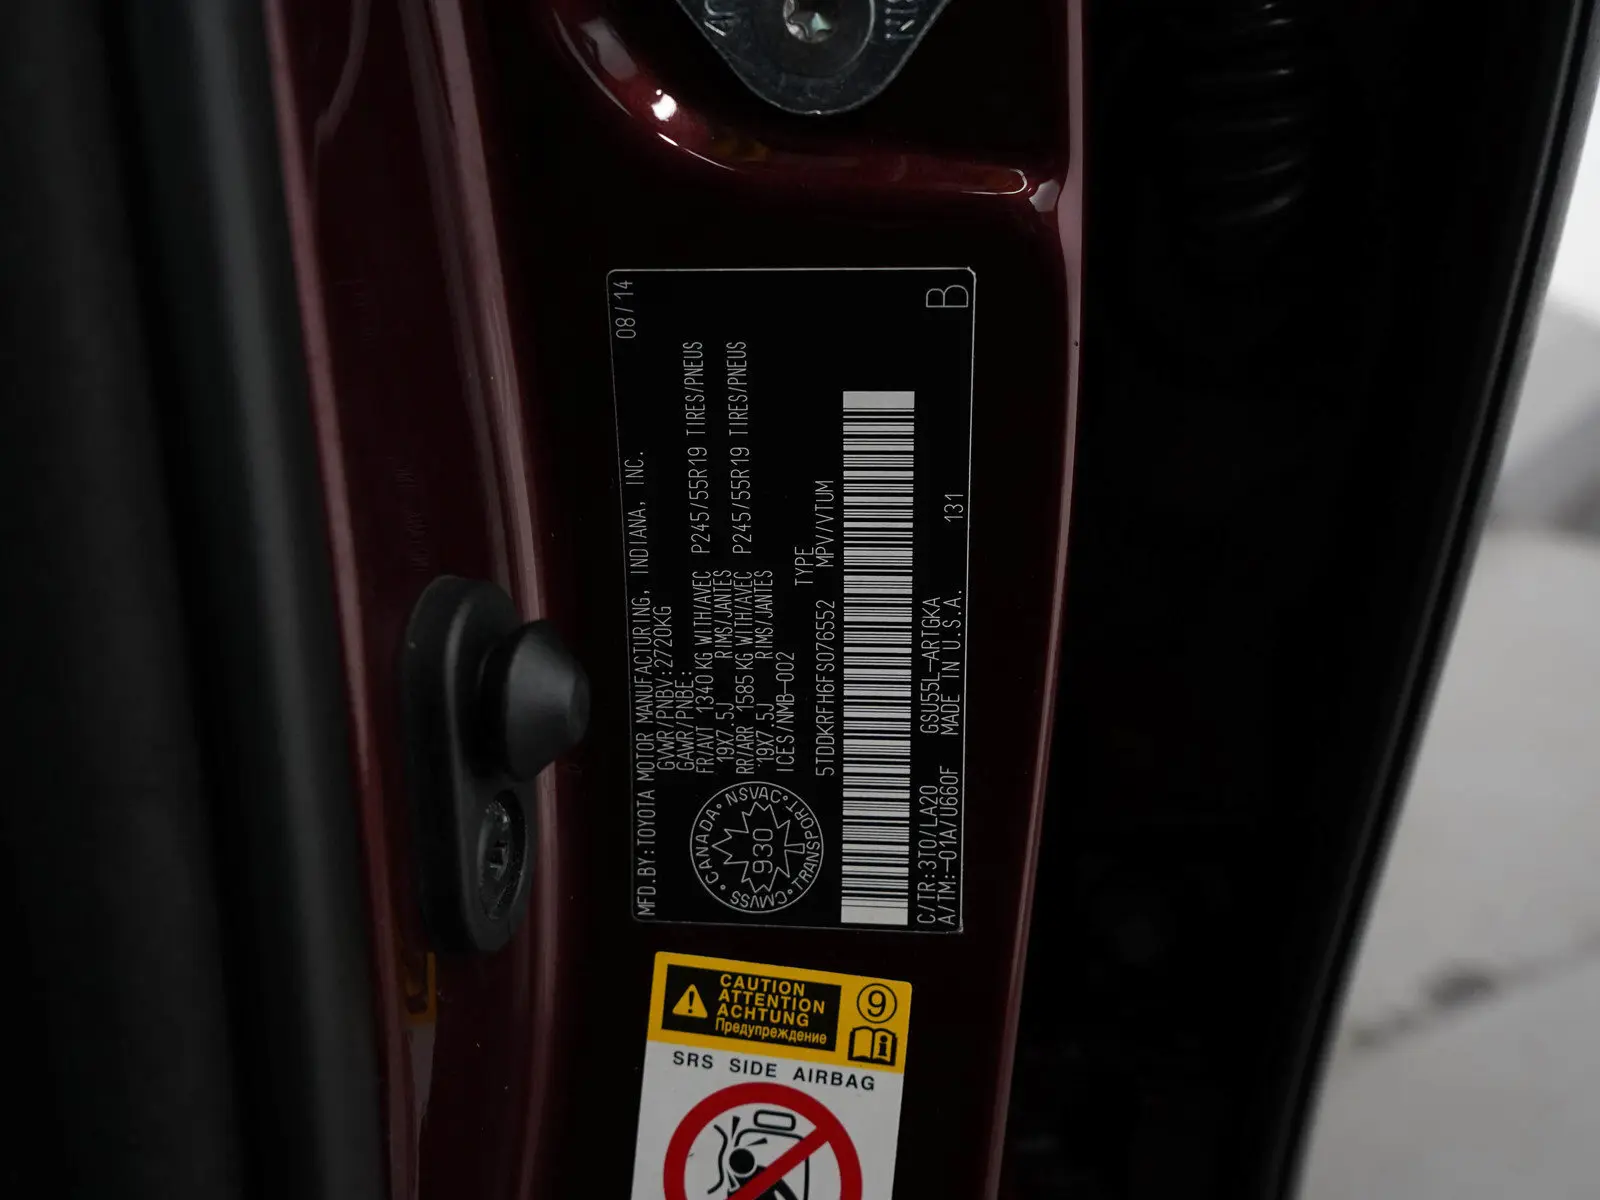 08/14
MFD.BY:TOYOTA MOTOR MANUFACTURING, INDIANA, INC.
GVWR/PNBV:2720KG
GAWR/PNBE:
FR/AVT 1340 KG WITH/AVEC P245/55R19 TIRES/PNEUS
19X7.5J RIMS/JANTES
RR/ARR 1585 KG WITH/AVEC P245/55R19 TIRES/PNEUS
19X7.5J RIMS/JANTES
ICES/NMB-002
TYPE
5TDDKRFH6FS076552 MPV/VTUM
CANADA • NSVAC • TRANSPORT • CMVSS
930
C/TR:3T0/LA20 GSU55L-ARTGKA
A/TM:-01A/U660F MADE IN U.S.A. 131
B
CAUTION
ATTENTION
ACHTUNG
Предупреждение
9
i
SRS SIDE AIRBAG